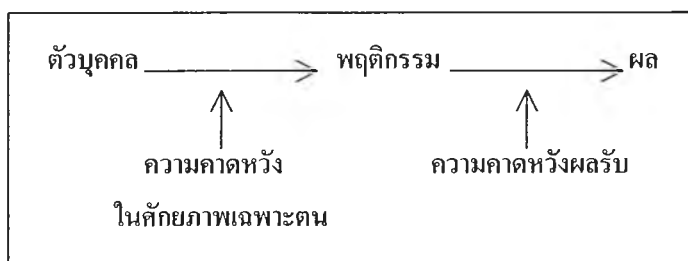 ตัวบุคคล พฤติกรรม ผล
ความคาดหวัง ความคาดหวังผลรับ
ในศักยภาพเฉพาะตน